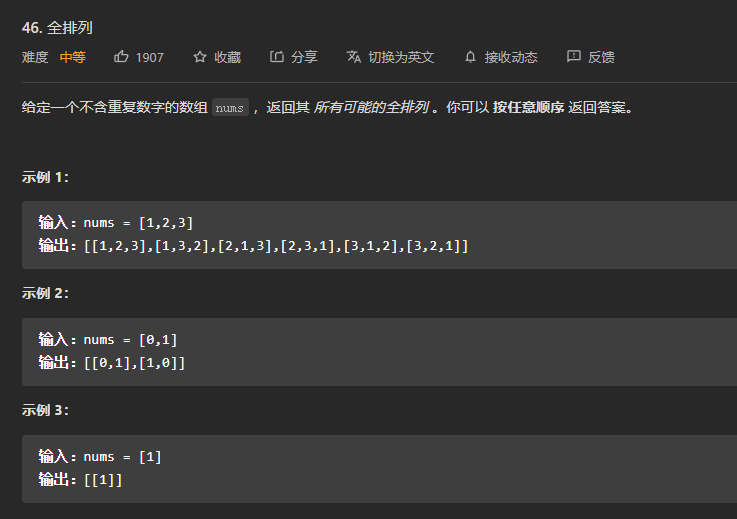 46. 全排列
难度 中等 1907 收藏 分享 切换为英文 接收动态 反馈
给定一个不含重复数字的数组 nums ，返回其 所有可能的全排列 。你可以 按任意顺序 返回答案。
示例 1：
输入：nums = [1,2,3]
输出：[[1,2,3],[1,3,2],[2,1,3],[2,3,1],[3,1,2],[3,2,1]]
示例 2：
输入：nums = [0,1]
输出：[[0,1],[1,0]]
示例 3：
输入：nums = [1]
输出：[[1]]